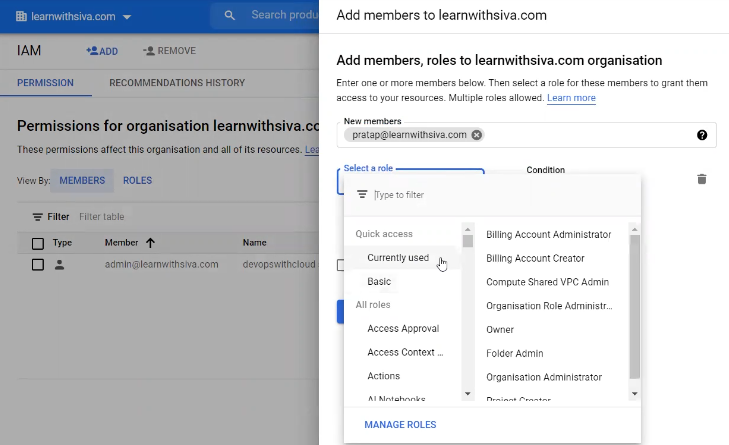 learnwithsiva.com
Search produ
IAM
ADD
REMOVE
PERMISSION
RECOMMENDATIONS HISTORY
Permissions for organisation learnwithsiva.co
These permissions affect this organisation and all of its resources. Lea
View By:
MEMBERS
ROLES
Filter
Filter table
Type
Member
Name
admin@learnwithsiva.com
devopswithcloud
Add members to learnwithsiva.com
Add members, roles to learnwithsiva.com organisation
Enter one or more members below. Then select a role for these members to grant them
access to your resources. Multiple roles allowed. Learn more
New members
pratap@learnwithsiva.com
Select a role
Condition
Type to filter
Quick access
Currently used
Basic
All roles
Access Approval
Access Context ...
Actions
AI Notebooks
Billing Account Administrator
Billing Account Creator
Compute Shared VPC Admin
Organisation Role Administr...
Owner
Folder Admin
Organisation Administrator
Project Creator
MANAGE ROLES